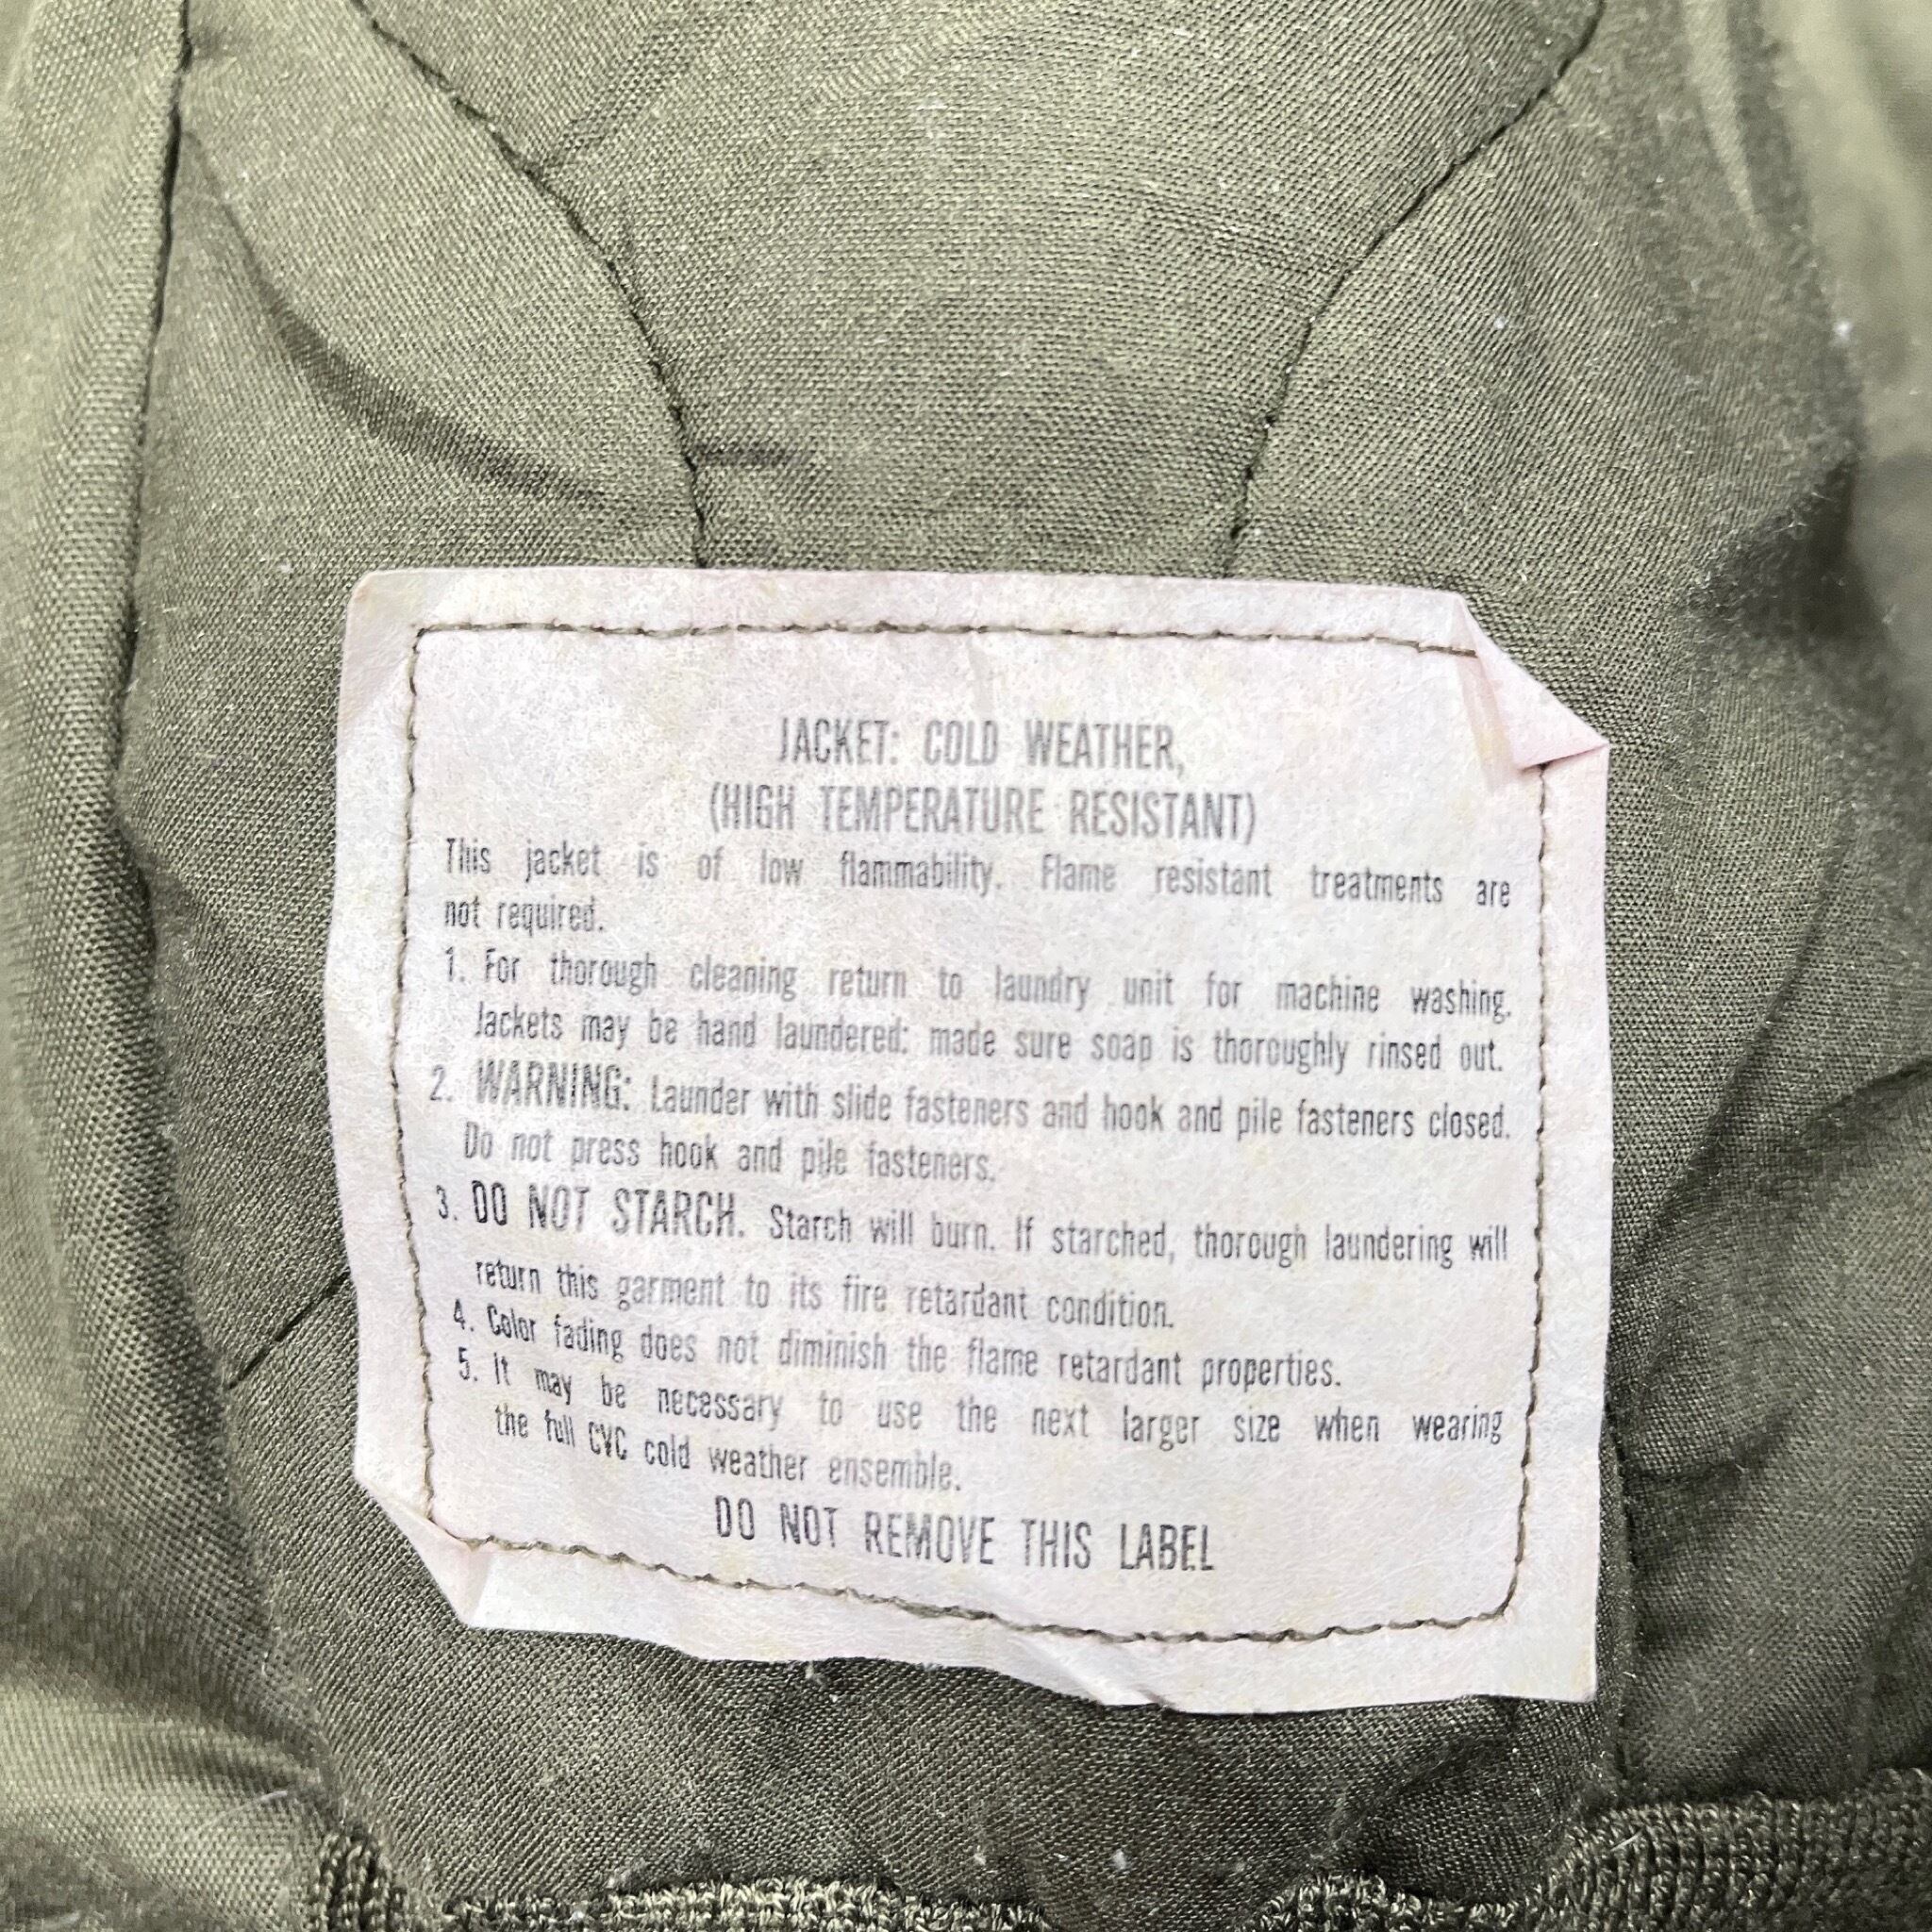 JACKET: COLD WEATHER,
(HIGH TEMPERATURE RESISTANT)
This jacket is of low flammability. Flame resistant treatments are
not required.
1. For thorough cleaning return to laundry unit for machine washing.
Jackets may be hand laundered: made sure soap is thoroughly rinsed out.
2. WARNING: Launder with slide fasteners and hook and pile fasteners closed.
Do not press hook and pile fasteners.
3. DO NOT STARCH. Starch will burn. If starched, thorough laundering will
return this garment to its fire retardant condition.
4. Color fading does not diminish the flame retardant properties.
5. It may be necessary to use the next larger size when wearing
the full CVC cold weather ensemble.
DO NOT REMOVE THIS LABEL